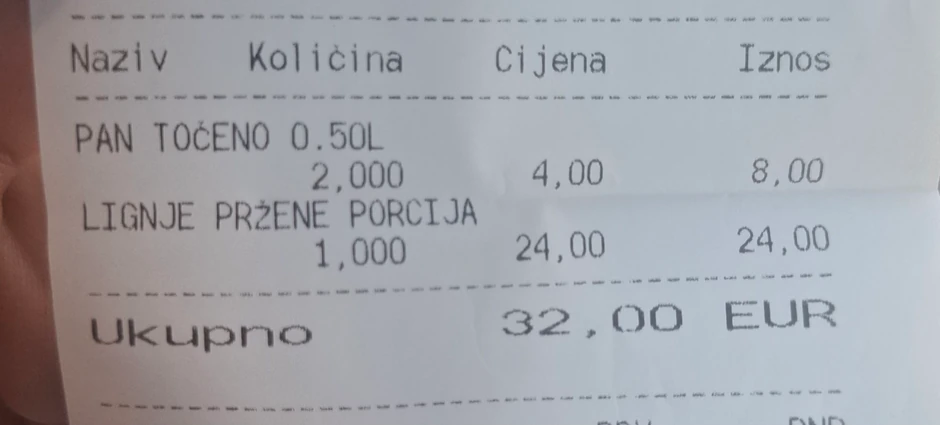 Naziv Količina Cijena Iznos
PAN TOČENO 0.50L
2,000 4,00 8,00
LIGNJE PRŽENE PORCIJA
1,000 24,00 24,00
Ukupno 32,00 EUR